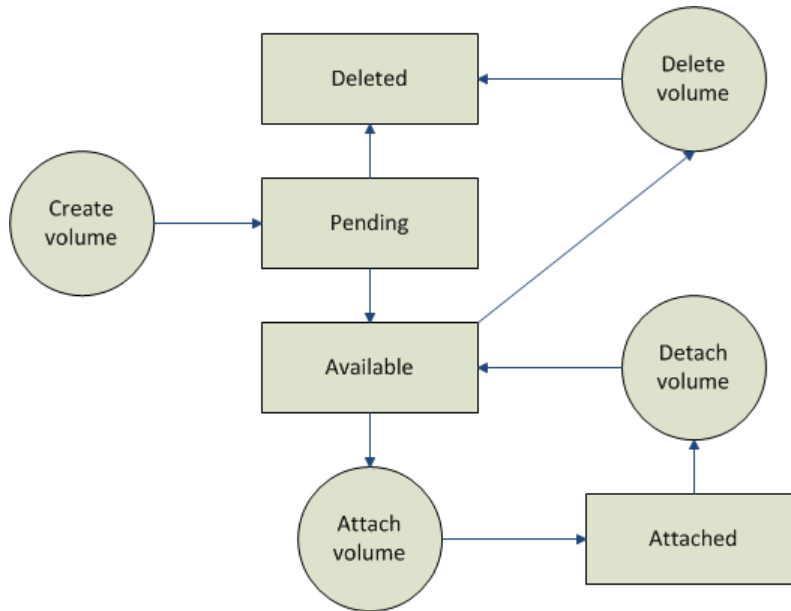 Deleted
Delete
volume
Create
volume
Pending
Available
Detach
volume
Attach
volume
Attached